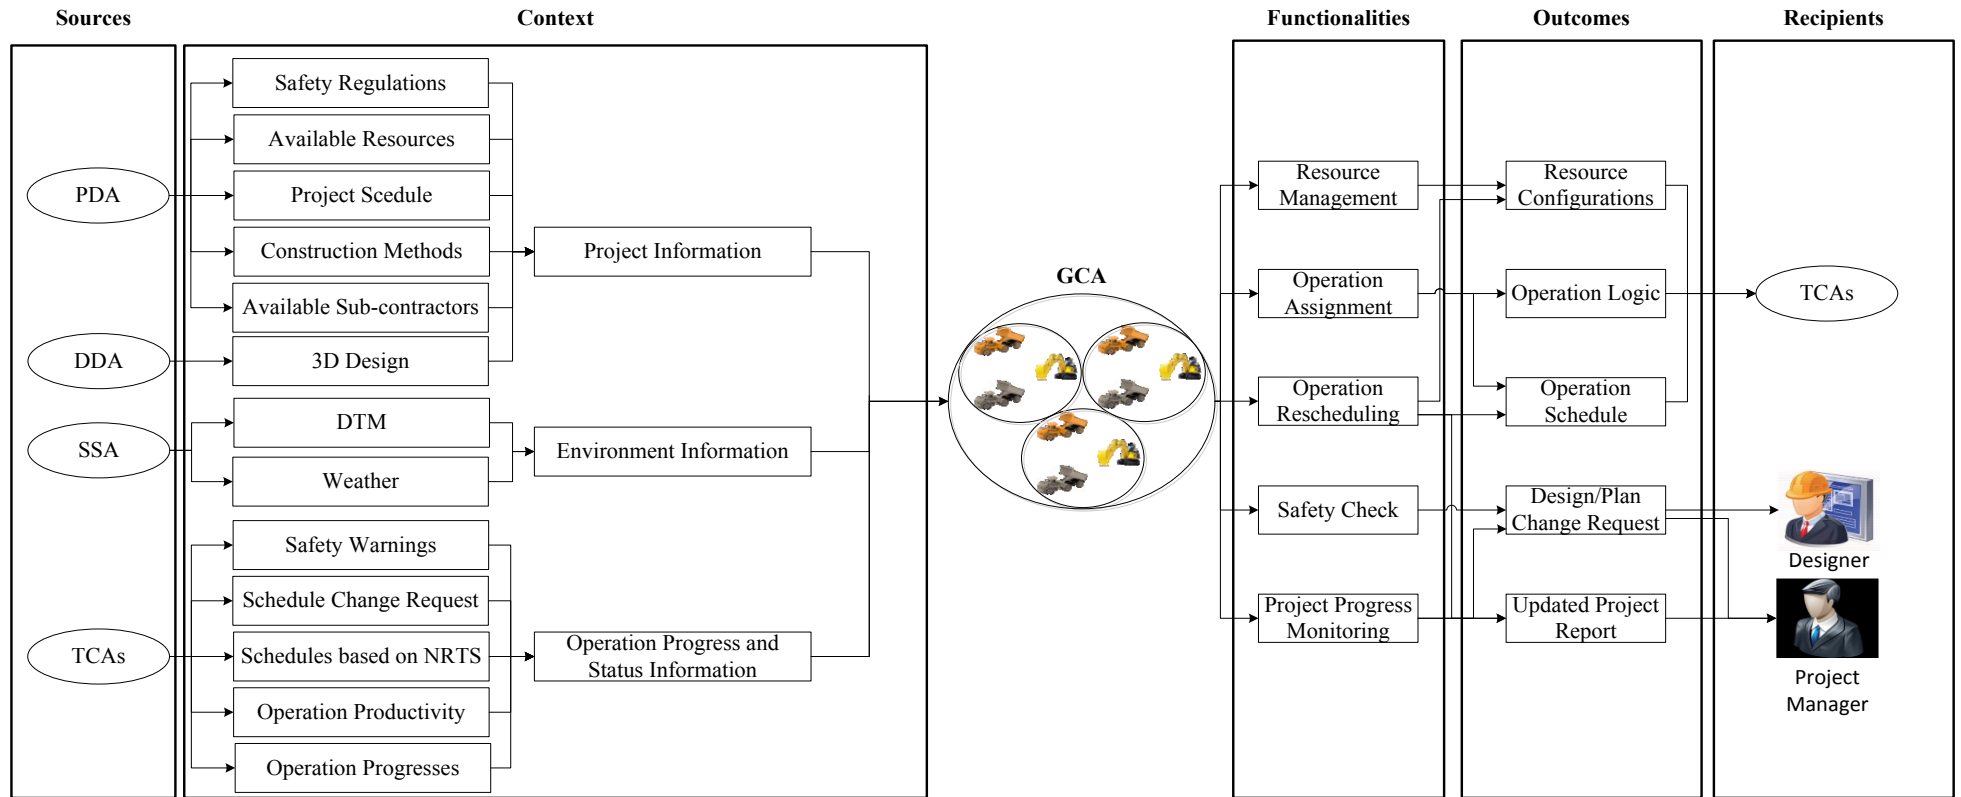 Sources
Context
Functionalities
Outcomes
Recipients
PDA
DDA
SSA
TCAs
Safety Regulations
Available Resources
Project Scedule
Construction Methods
Available Sub-contractors
3D Design
DTM
Weather
Safety Warnings
Schedule Change Request
Schedules based on NRTS
Operation Productivity
Operation Progresses
Project Information
Environment Information
Operation Progress and
Status Information
GCA
Resource
Management
Operation
Assignment
Operation
Rescheduling
Safety Check
Project Progress
Monitoring
Resource
Configurations
Operation Logic
Operation
Schedule
Design/Plan
Change Request
Updated Project
Report
TCAs
Designer
Project
Manager